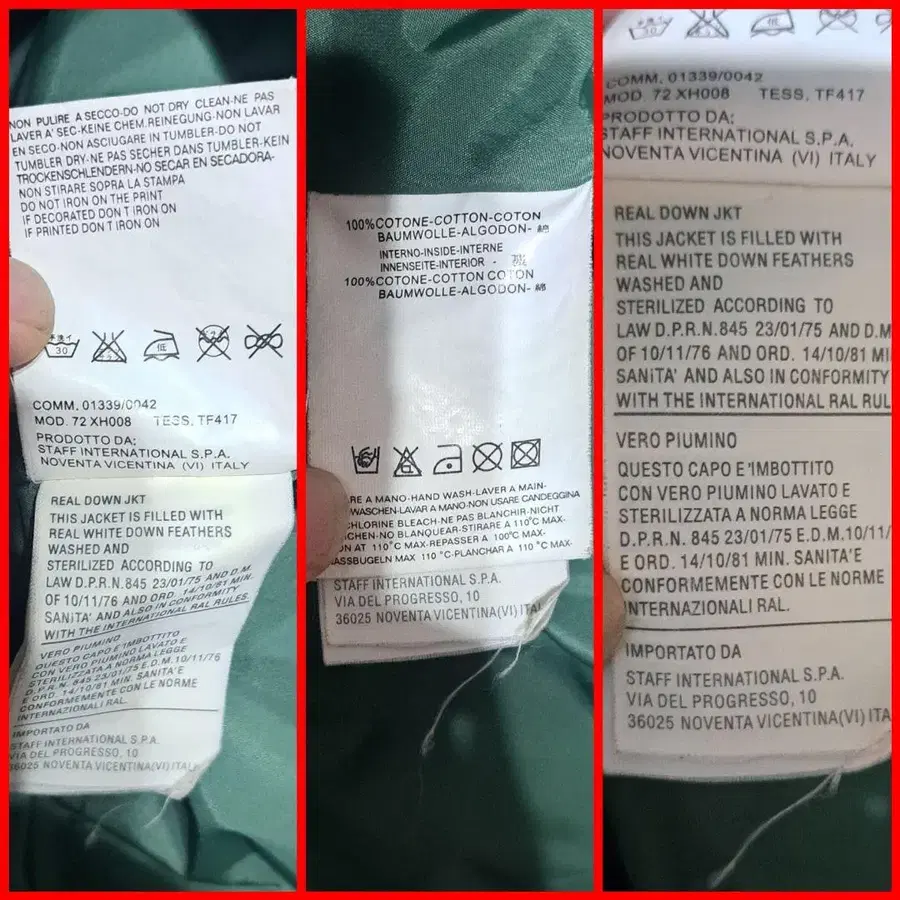 NON PULIRE A SECCO-DO NOT DRY CLEAN-NE PAS
LAVER A' SEC-KEINE CHEM.REINEGUNG-NON LAVAR
EN SECO-NON ASCIUGARE IN TUMBLER-DO NOT
TUMBLER DRY-NE PAS SECHER DANS TUMBLER-KEIN
TROCKENSCHLENDERN-NO SECAR EN SECADORA-
NON STIRARE SOPRA LA STAMPA
DO NOT IRON ON THE PRINT
IF DECORATED DON T IRON ON
IF PRINTED DON T IRON ON
30
低
COMM. 01339/0042
MOD. 72 XH008 TESS. TF417
PRODOTTO DA:
STAFF INTERNATIONAL S.P.A.
NOVENTA VICENTINA (VI) ITALY
REAL DOWN JKT
THIS JACKET IS FILLED WITH
REAL WHITE DOWN FEATHERS
WASHED AND
STERILIZED ACCORDING TO
LAW D.P.R.N.845 23/01/75 AND D.M.
OF 10/11/76 AND ORD. 14/10/81 MIN.
SANiTA' AND ALSO IN CONFORMITY
WITH THE INTERNATIONAL RAL RULES.
VERO PIUMINO
QUESTO CAPO E'IMBOTTITO
CON VERO PIUMINO LAVATO E
STERILIZZATA A NORMA LEGGE
D.P.R.N. 845 23/01/75 E.D.M.10/11/76
E ORD. 14/10/81 MIN. SANITA'E
CONFORMEMENTE CON LE NORME
INTERNAZIONALI RAL.
IMPORTATO DA
STAFF INTERNATIONAL S.P.A.
VIA DEL PROGRESSO, 10
36025 NOVENTA VICENTINA(VI) ITAL
100%COTONE-COTTON-COTON
BAUMWOLLE-ALGODON- 綿
INTERNO-INSIDE-INTERNE
INNENSEITE-INTERIOR -
100%COTONE-COTTON COTON
BAUMWOLLE-ALGODON- 綿
RE A MANO-HAND WASH-LAVER A MAIN-
WASCHEN-LAVAR A MANO-NON USARE CANDEGGINA
CHLORINE BLEACH-NE PAS BLANCHIR-NICHT
CHEN-NO BLANQUEAR-STIRARE A 110°C MAX-
ON AT 110°C MAX-REPASSER A 100°C MAX-
ASSBUGELN MAX 110°C-PLANCHAR A 110°C MAX-
STAFF INTERNATIONAL S.P.A.
VIA DEL PROGRESSO, 10
36025 NOVENTA VICENTINA(VI) ITAL
30
COMM. 01339/0042
MOD. 72 XH008 TESS. TF417
PRODOTTO DA:
STAFF INTERNATIONAL S.P.A.
NOVENTA VICENTINA (VI) ITALY
REAL DOWN JKT
THIS JACKET IS FILLED WITH
REAL WHITE DOWN FEATHERS
WASHED AND
STERILIZED ACCORDING TO
LAW D.P.R.N.845 23/01/75 AND D.M
OF 10/11/76 AND ORD. 14/10/81 MI
SANiTA' AND ALSO IN CONFORMITY
WITH THE INTERNATIONAL RAL RUL
VERO PIUMINO
QUESTO CAPO E'IMBOTTITO
CON VERO PIUMINO LAVATO E
STERILIZZATA A NORMA LEGGE
D.P.R.N. 845 23/01/75 E.D.M.10/11/
E ORD. 14/10/81 MIN. SANITA'E
CONFORMEMENTE CON LE NORME
INTERNAZIONALI RAL.
IMPORTATO DA
STAFF INTERNATIONAL S.P.A.
VIA DEL PROGRESSO, 10
36025 NOVENTA VICENTINA(VI) ITA